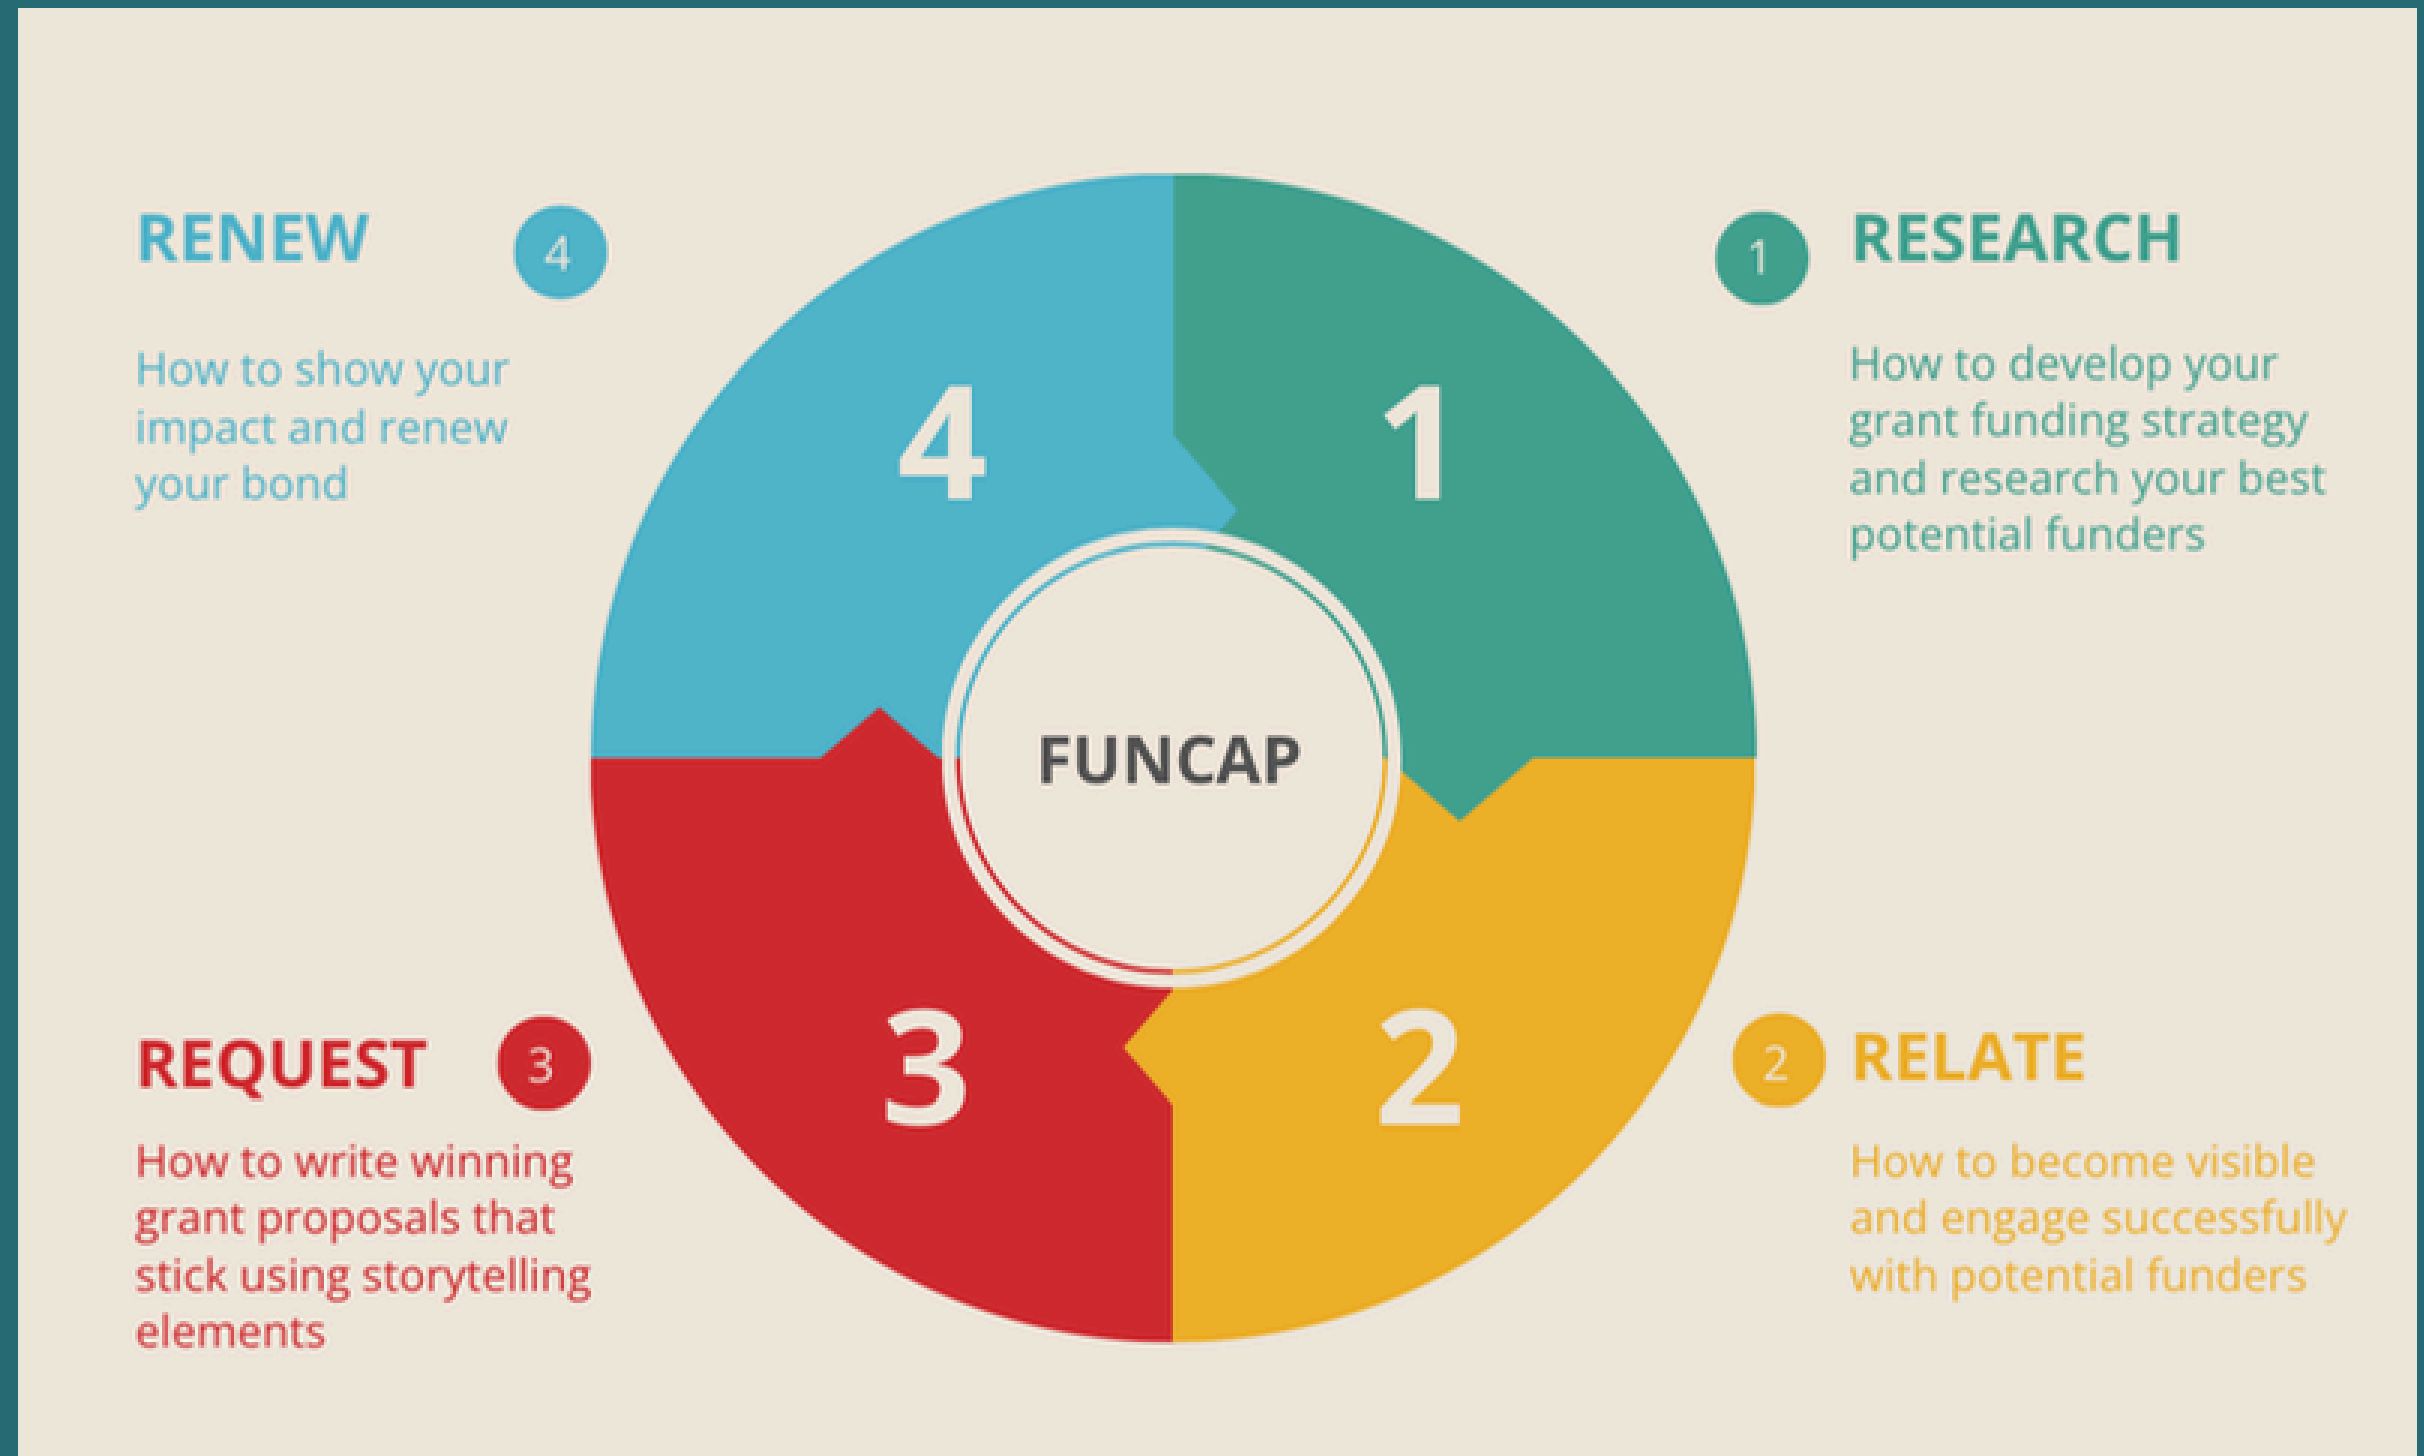 RENEW
4
How to show your
impact and renew
your bond
1
RESEARCH
How to develop your
grant funding strategy
and research your best
potential funders
4
1
FUNCAP
3
2
REQUEST
3
How to write winning
grant proposals that
stick using storytelling
elements
2
RELATE
How to become visible
and engage successfully
with potential funders